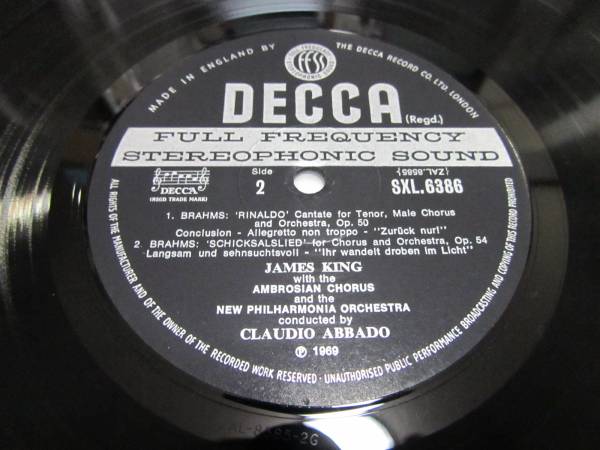 MADE IN ENGLAND BY THE DECCA RECORD CO. LTD. LONDON
FFSS
DECCA (Regd.)
FULL FREQUENCY
STEREOPHONIC SOUND
DECCA
(REGD TRADE MARK)
Side
2
(ZAL.8585)
SXL.6386
1. BRAHMS: 'RINALDO' Cantate for Tenor, Male Chorus
and Orchestra, Op. 50
Conclusion - Allegretto non troppo - "Zurück nur!"
2. BRAHMS: 'SCHICKSALSLIED' for Chorus and Orchestra, Op. 54
Langsam und sehnsuchtsvoll - "Ihr wandelt droben im Licht"
JAMES KING
with the
AMBROSIAN CHORUS
and the
NEW PHILHARMONIA ORCHESTRA
conducted by
CLAUDIO ABBADO
℗ 1969
ALL RIGHTS OF THE MANUFACTURER AND OF THE OWNER OF THE RECORDED WORK RESERVED · UNAUTHORISED PUBLIC PERFORMANCE BROADCASTING AND COPYING OF THIS RECORD PROHIBITED